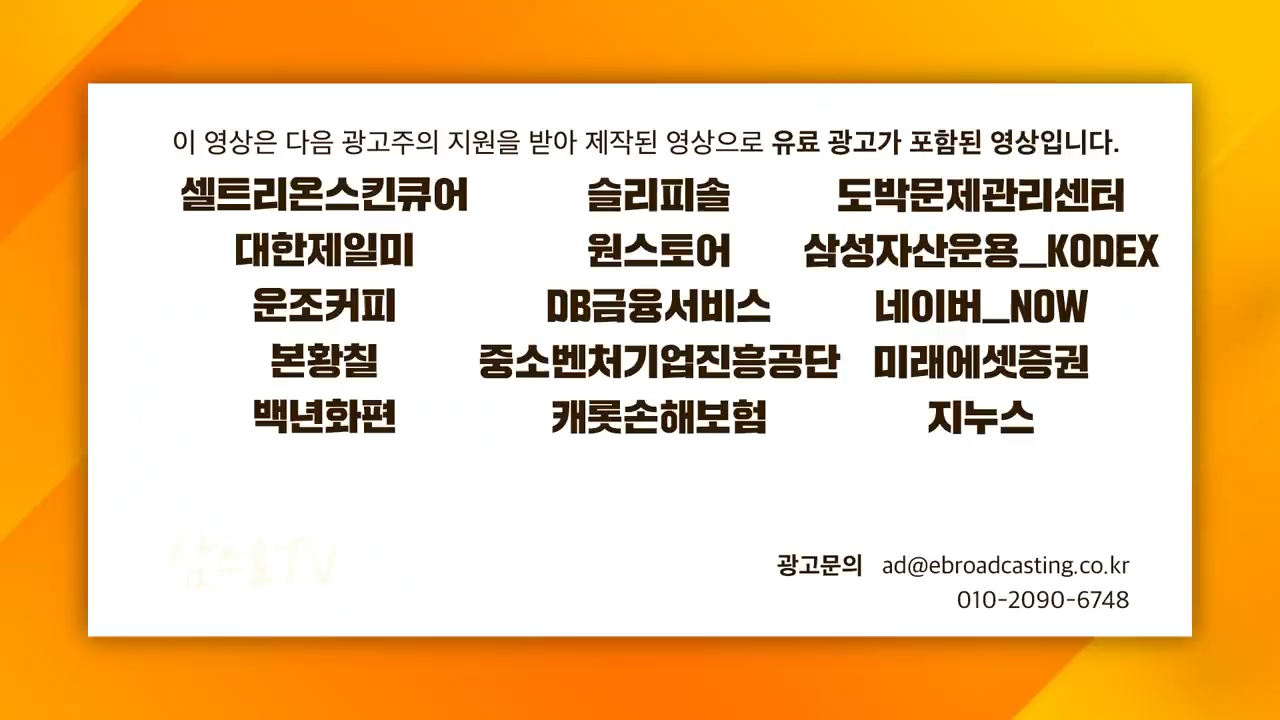 이 영상은 다음 광고주의 지원을 받아 제작된 영상으로 유료 광고가 포함된 영상입니다.
셀트리온스킨큐어 슬리피솔 도박문제관리센터
대한제일미 원스토어 삼성자산운용_KODEX
운조커피 DB금융서비스 네이버_NOW
본황칠 중소벤처기업진흥공단 미래에셋증권
백년화편 캐롯손해보험 지누스
광고문의 ad@ebroadcasting.co.kr
010-2090-6748